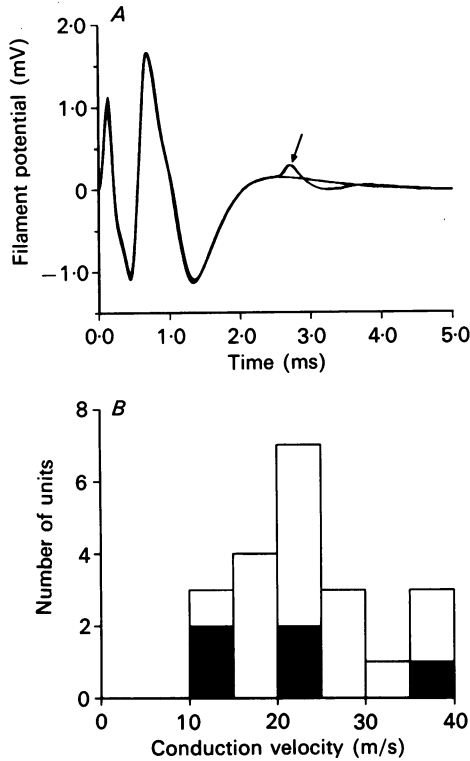 A
2·0
1·0
0
−1·0
Filament potential (mV)
0·0 1·0 2·0 3·0 4·0 5·0
Time (ms)
B
8
6
4
2
0
Number of units
0 10 20 30 40
Conduction velocity (m/s)